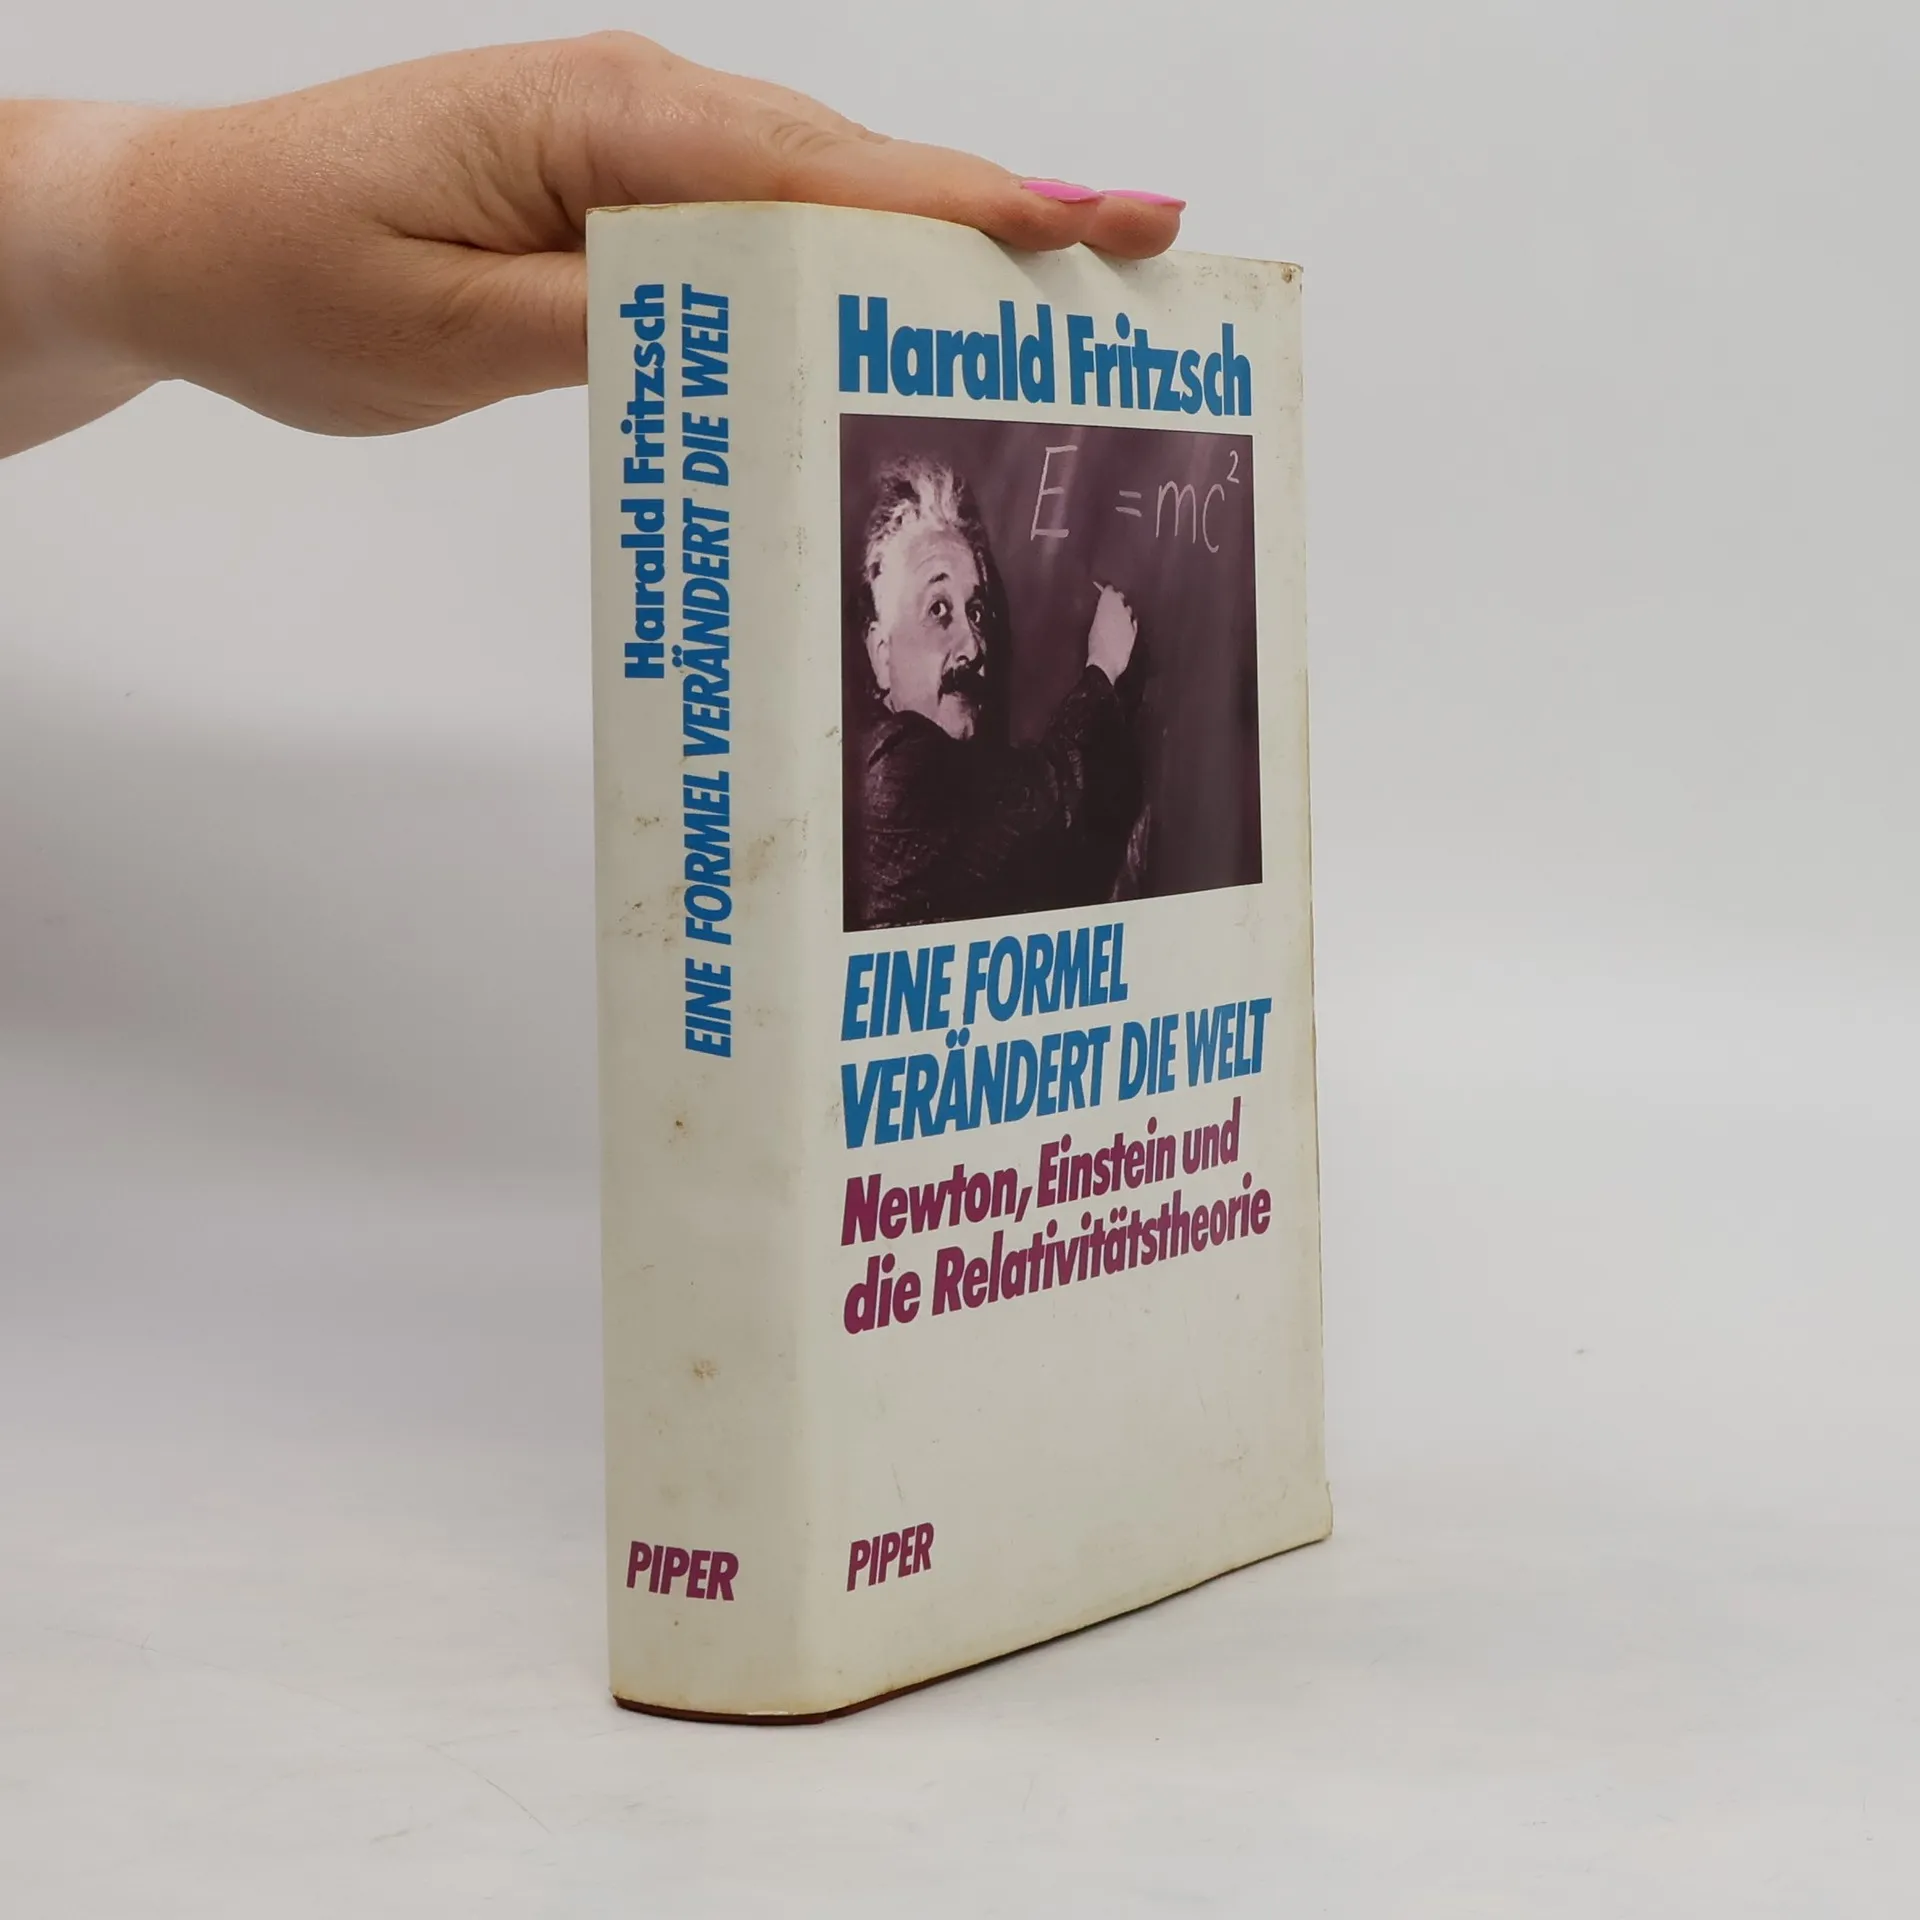 Harald Fritzsch
EINE FORMEL VERÄNDERT DIE WELT
PIPER
Harald Fritzsch
E = mc²
EINE FORMEL
VERÄNDERT DIE WELT
Newton, Einstein und
die Relativitätstheorie
PIPER